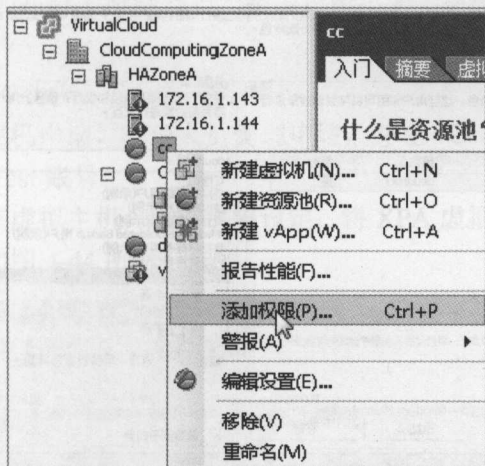 VirtualCloud
CloudComputingZoneA
HAZoneA
172.16.1.143
172.16.1.144
cc
C
d
v
cc
入门
摘要
虚拟
什么是资源池
新建虚拟机(N)... Ctrl+N
新建资源池(R)... Ctrl+O
新建 vApp(W)... Ctrl+A
报告性能(F)...
添加权限(P)... Ctrl+P
警报(A)
编辑设置(E)...
移除(V)
重命名(M)